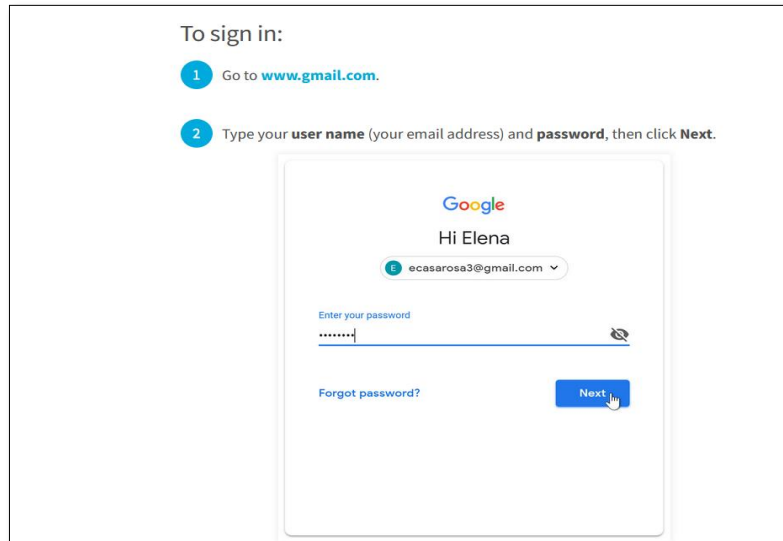 To sign in:
1 Go to www.gmail.com.
2 Type your user name (your email address) and password, then click Next.
Google
Hi Elena
E ecasarosa3@gmail.com
Enter your password
••••••••
Forgot password? Next